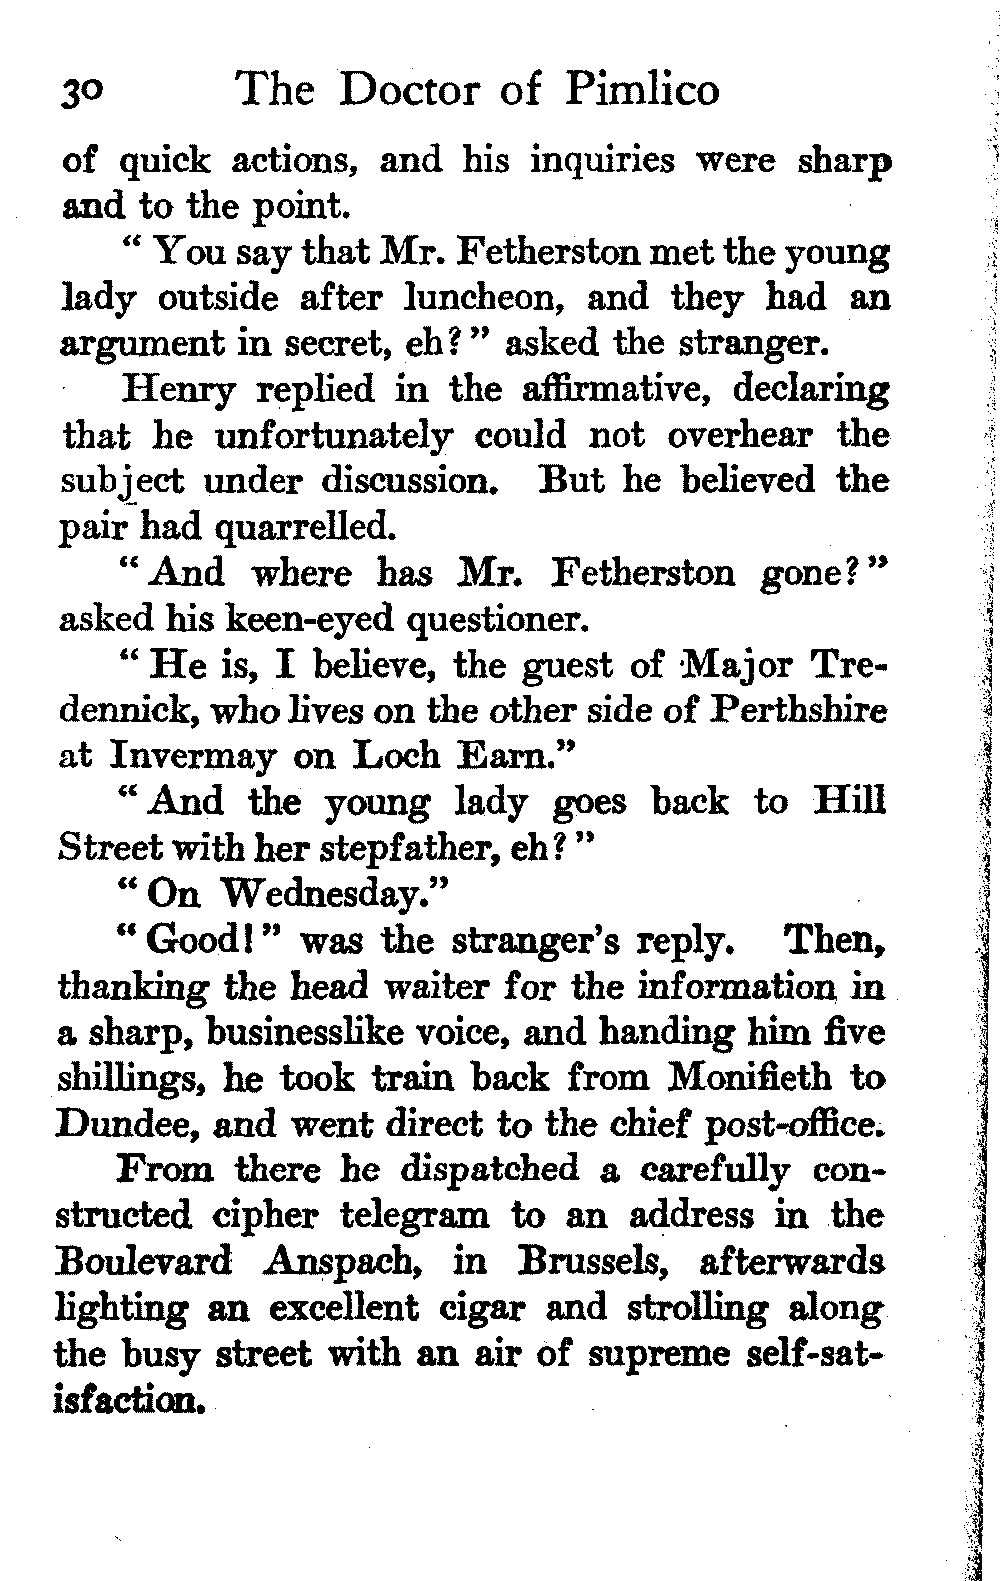 30 The Doctor of Pimlico
of quick actions, and his inquiries were sharp
and to the point.
“ You say that Mr. Fetherston met the young
lady outside after luncheon, and they had an
argument in secret, eh? ” asked the stranger.
Henry replied in the affirmative, declaring
that he unfortunately could not overhear the
subject under discussion. But he believed the
pair had quarrelled.
“ And where has Mr. Fetherston gone? ”
asked his keen-eyed questioner.
“ He is, I believe, the guest of Major Tre-
dennick, who lives on the other side of Perthshire
at Invermay on Loch Earn.”
“ And the young lady goes back to Hill
Street with her stepfather, eh? ”
“ On Wednesday.”
“ Good! ” was the stranger’s reply. Then,
thanking the head waiter for the information in
a sharp, businesslike voice, and handing him five
shillings, he took train back from Monifieth to
Dundee, and went direct to the chief post-office.
From there he dispatched a carefully con-
structed cipher telegram to an address in the
Boulevard Anspach, in Brussels, afterwards
lighting an excellent cigar and strolling along
the busy street with an air of supreme self-sat-
isfaction.